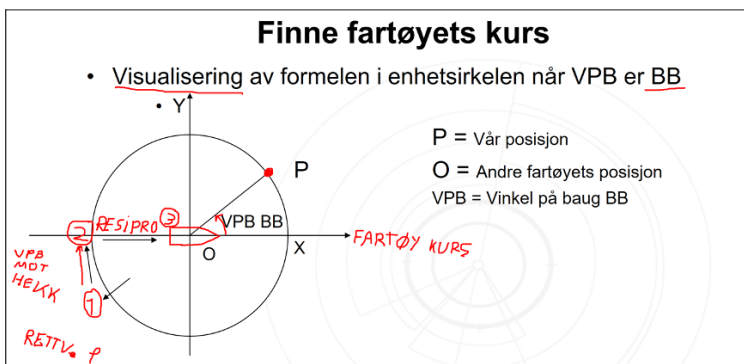 Finne fartøyets kurs
• Visualisering av formelen i enhetsirkelen når VPB er BB
• Y
P
P = Vår posisjon
O = Andre fartøyets posisjon
VPB = Vinkel på baug BB
2 RESIPRO 3
VPB BB
O
X
FARTØY KURS
VPB
MOT
HEKK
1
RETTV. P